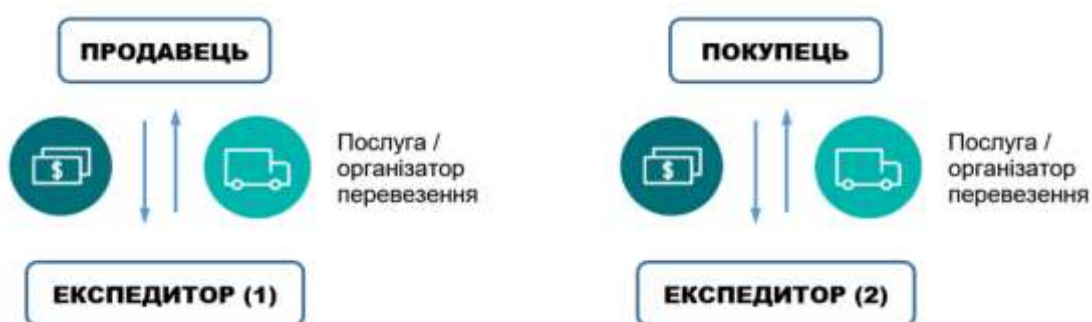 ПРОДАВЕЦЬ
ПОКУПЕЦЬ
$
Послуга /
організатор
перевезення
$
Послуга /
організатор
перевезення
ЕКСПЕДИТОР (1)
ЕКСПЕДИТОР (2)